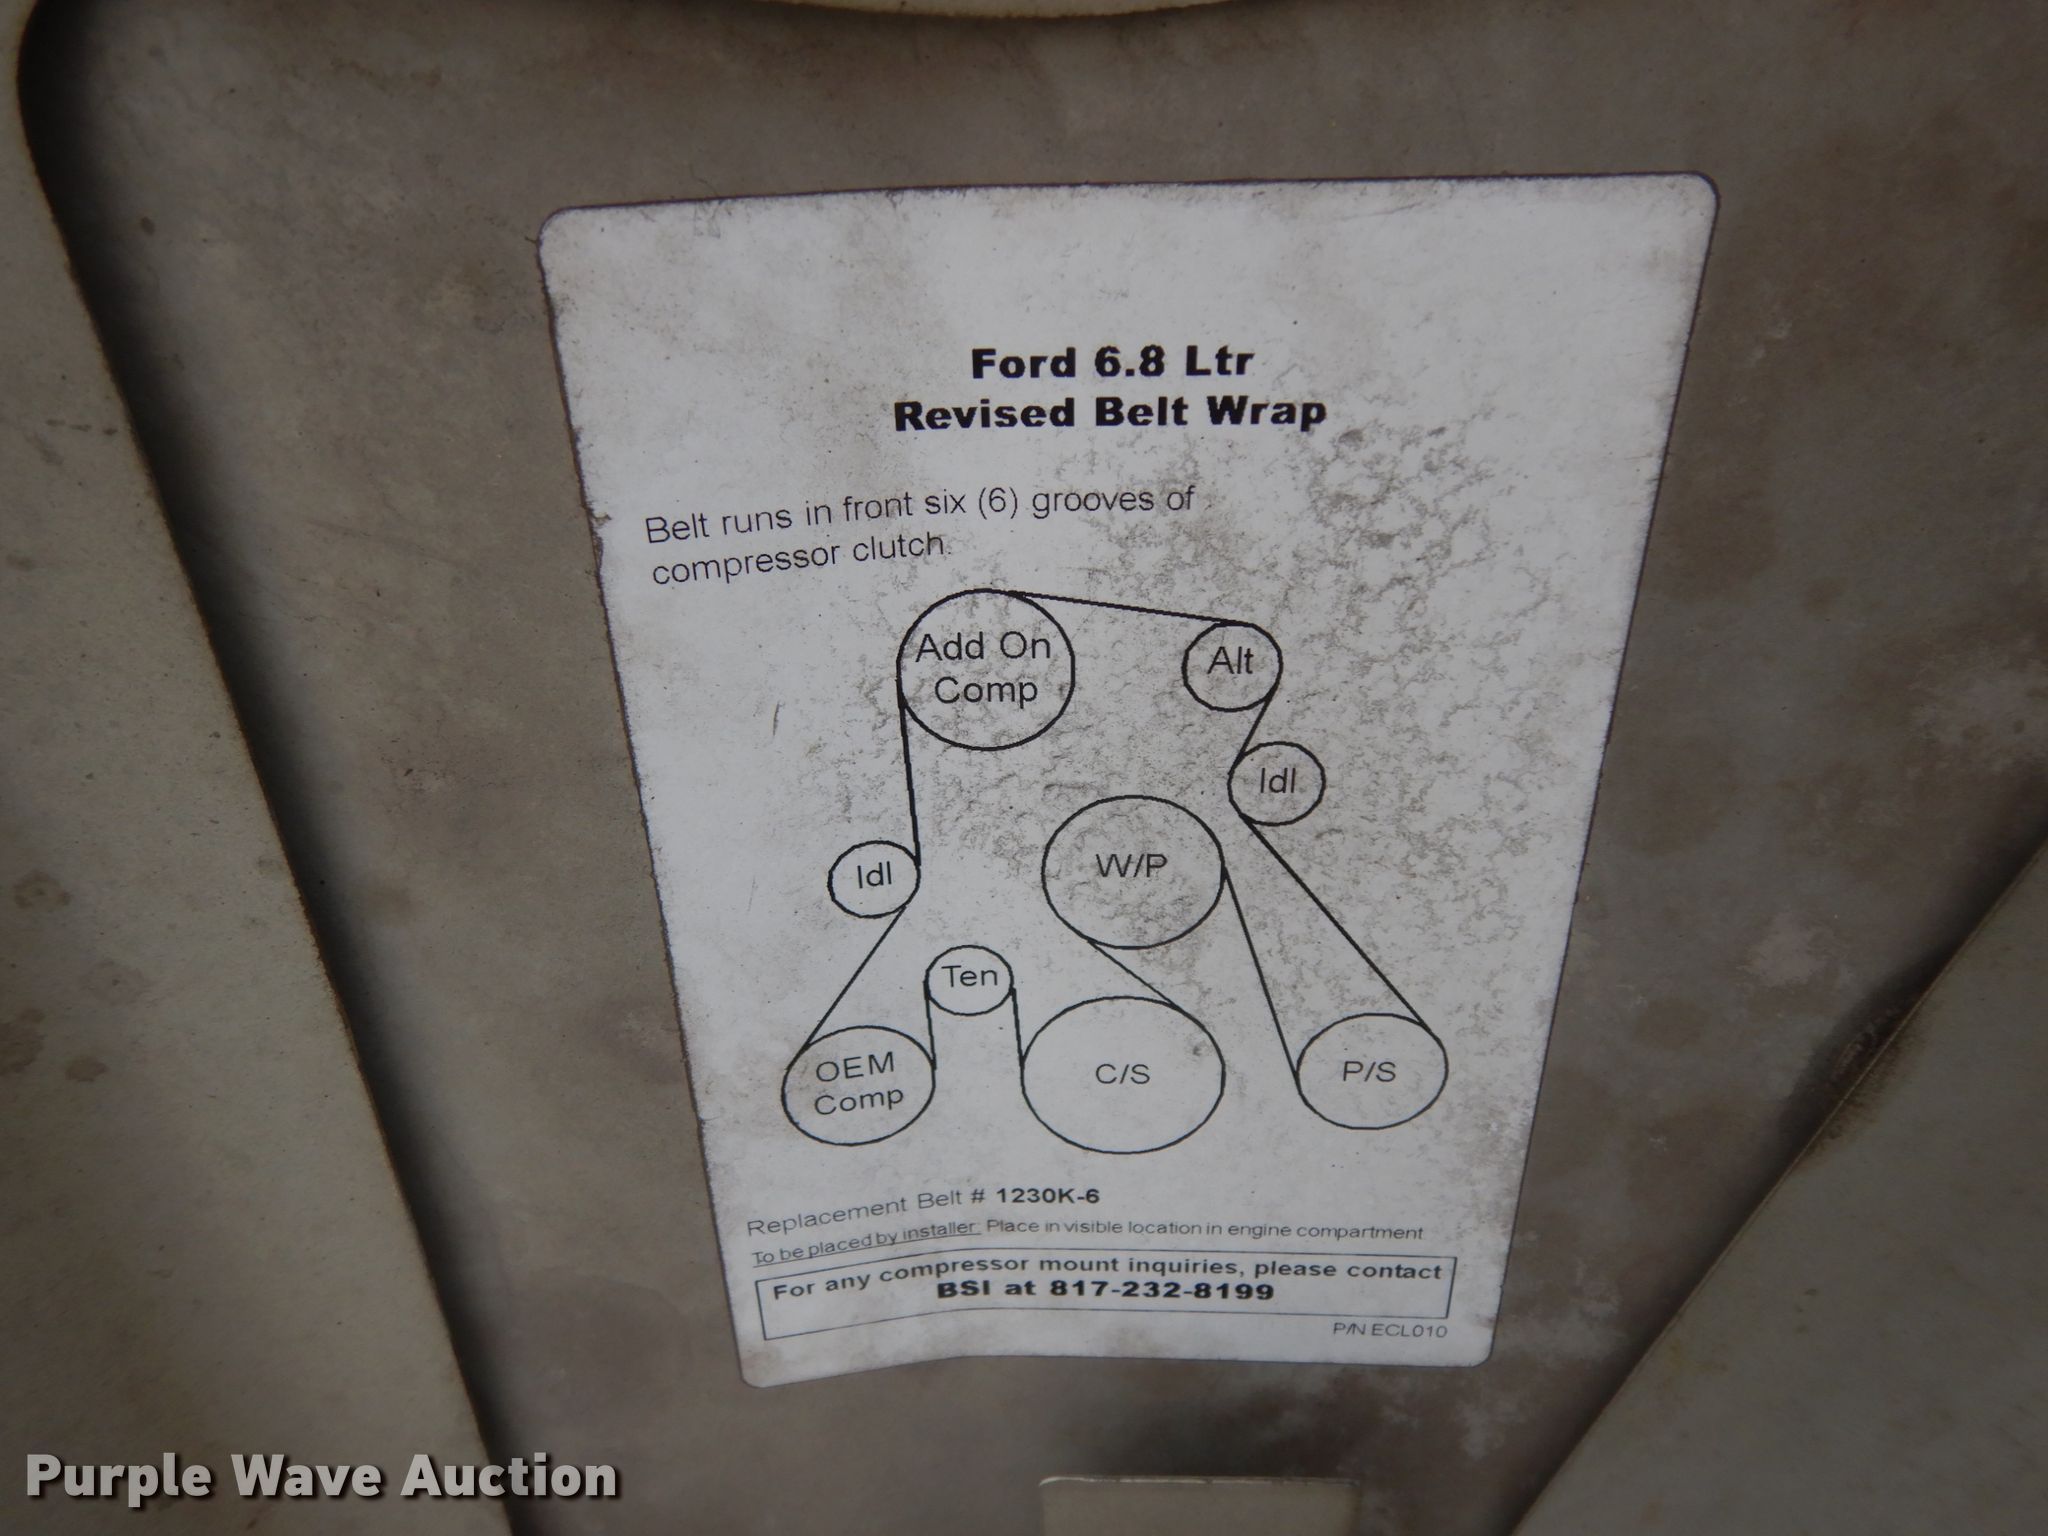 Ford 6.8 Ltr
Revised Belt Wrap
Belt runs in front six (6) grooves of
compressor clutch.
Add On
Comp
Alt
Idl
W/P
Idl
Ten
OEM
Comp
C/S
P/S
Replacement Belt # 1230K-6
To be placed by installer: Place in visible location in engine compartment
For any compressor mount inquiries, please contact
BSI at 817-232-8199
P/N ECL010
Purple Wave Auction